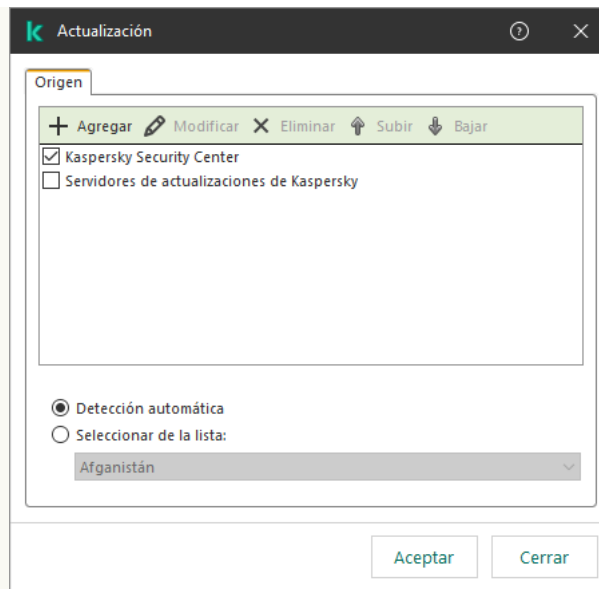 Actualización
Origen
Agregar Modificar Eliminar Subir Bajar
Kaspersky Security Center
Servidores de actualizaciones de Kaspersky
Detección automática
Seleccionar de la lista:
Afganistán
Aceptar Cerrar